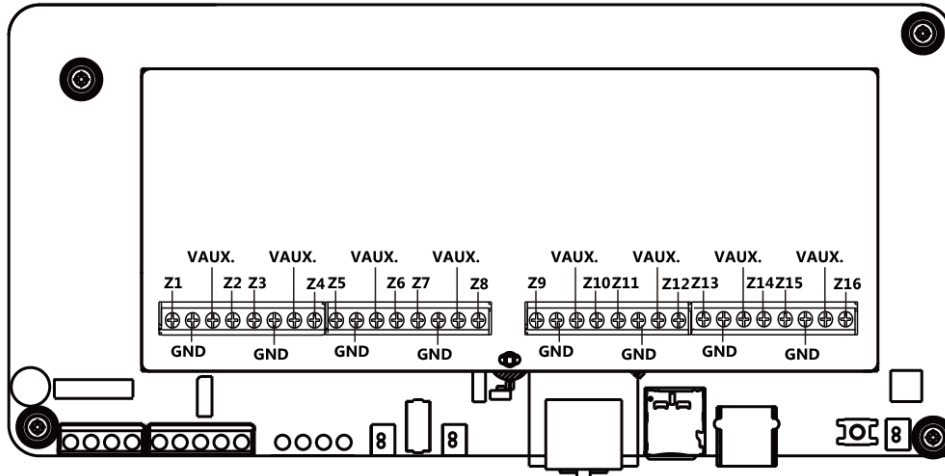 VAUX. VAUX. VAUX. VAUX. VAUX. VAUX. VAUX. VAUX.
Z1 Z2 Z3 Z4 Z5 Z6 Z7 Z8 Z9 Z10 Z11 Z12 Z13 Z14 Z15 Z16
GND GND GND GND GND GND GND GND